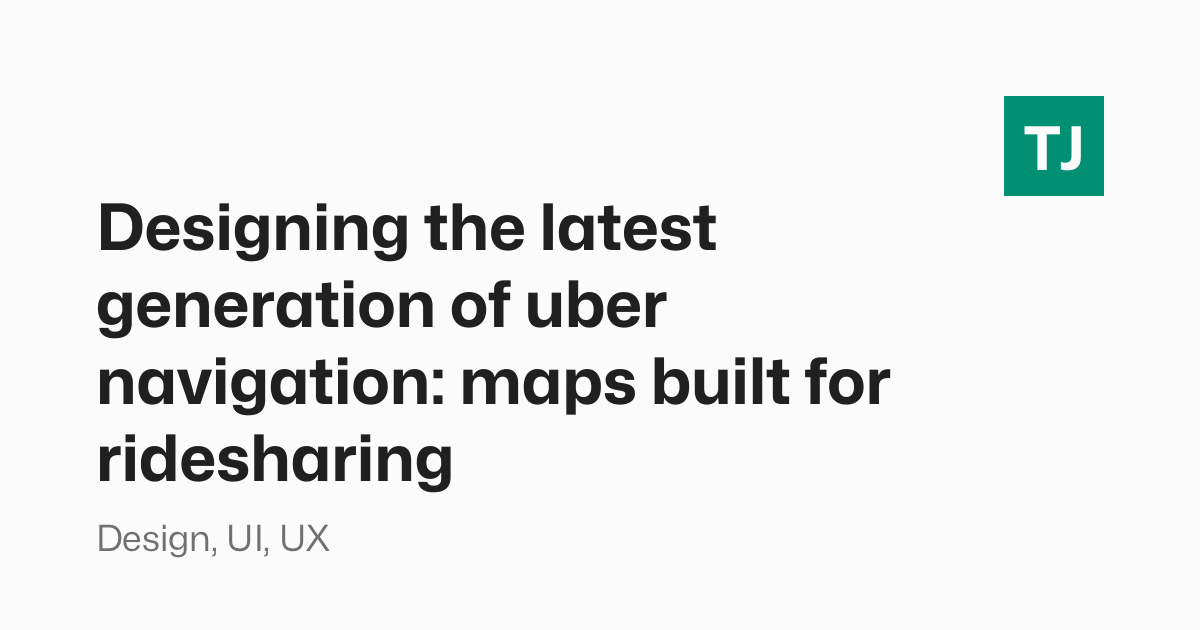 TJ
Designing the latest
generation of uber
navigation: maps built for
ridesharing
Design, UI, UX